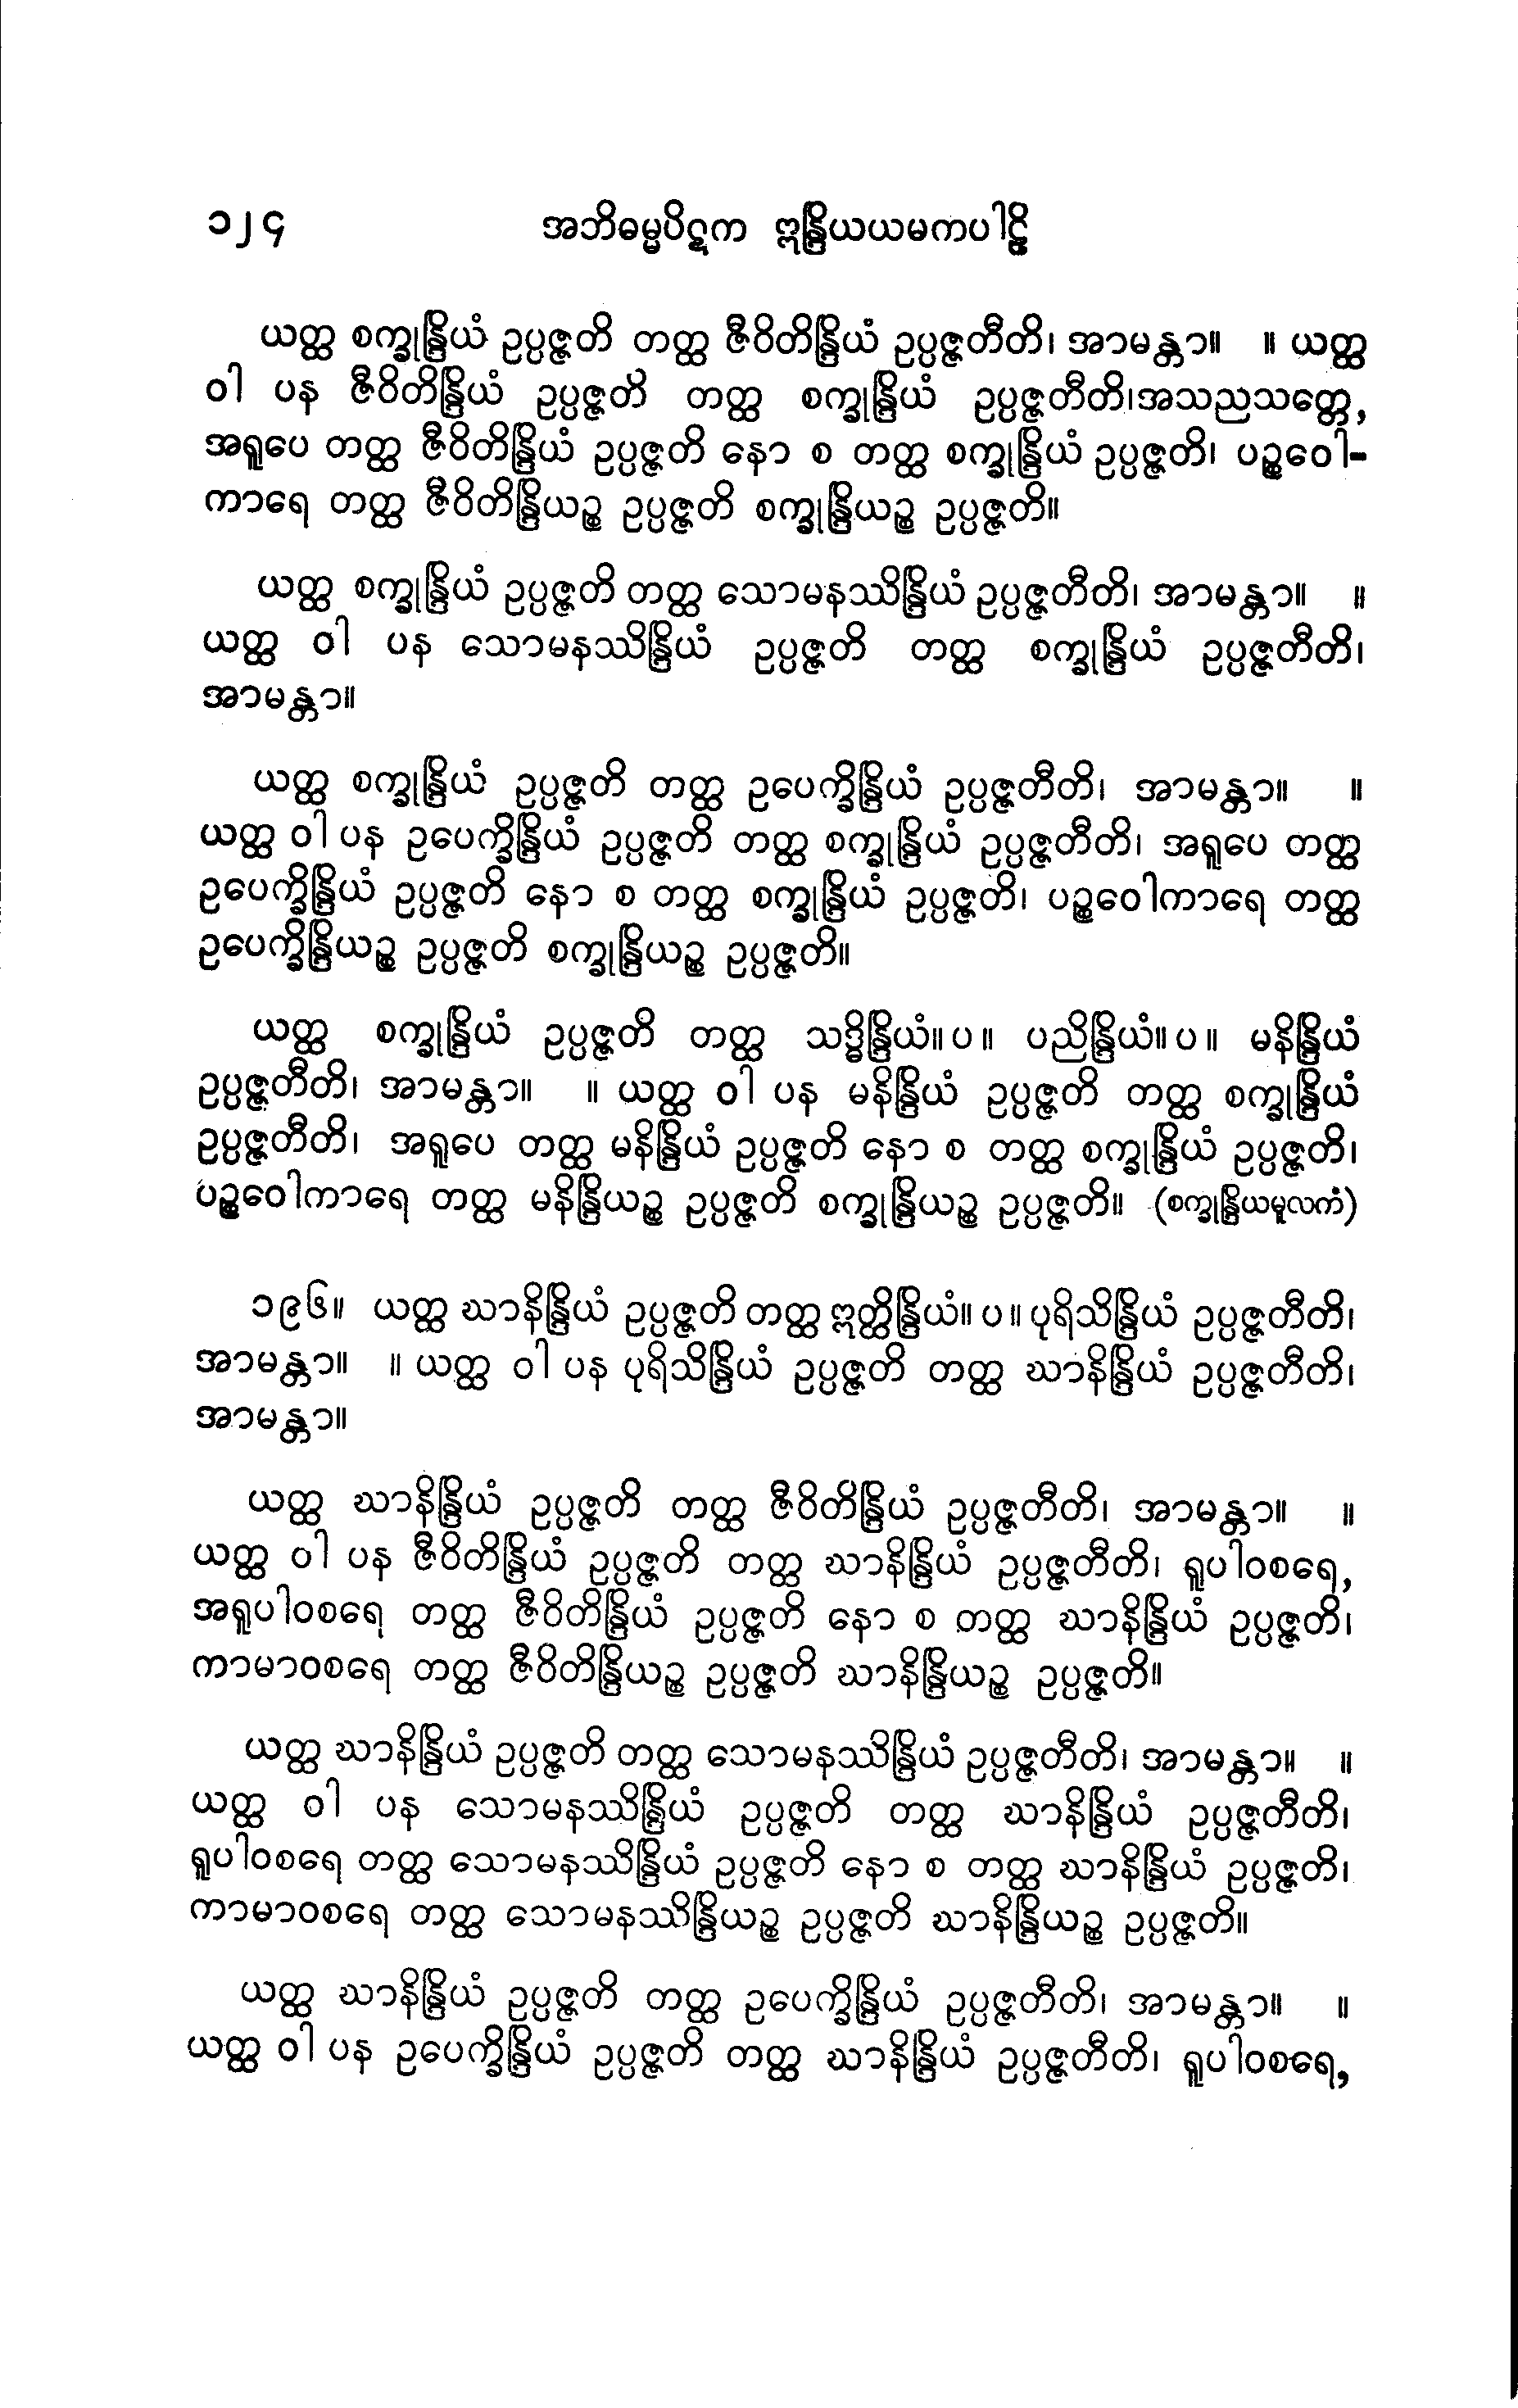 ၁၂၄ အဘိဓမ္မပိဋက ဣန္ဒြိယယမကပါဠိ
ယတ္ထ စက္ခုန္ဒြိယံ ဥပ္ပဇ္ဇတိ တတ္ထ ဇီဝိတိန္ဒြိယံ ဥပ္ပဇ္ဇတီတိ၊ အာမန္တာ။ ။ ယတ္ထ
ဝါ ပန ဇီဝိတိန္ဒြိယံ ဥပ္ပဇ္ဇတိ တတ္ထ စက္ခုန္ဒြိယံ ဥပ္ပဇ္ဇတီတိ၊အသညသတ္တေ,
အရူပေ တတ္ထ ဇီဝိတိန္ဒြိယံ ဥပ္ပဇ္ဇတိ နော စ တတ္ထ စက္ခုန္ဒြိယံ ဥပ္ပဇ္ဇတိ၊ ပဉ္စဝေါ-
ကာရေ တတ္ထ ဇီဝိတိန္ဒြိယဉ္စ ဥပ္ပဇ္ဇတိ စက္ခုန္ဒြိယဉ္စ ဥပ္ပဇ္ဇတိ။
ယတ္ထ စက္ခုန္ဒြိယံ ဥပ္ပဇ္ဇတိ တတ္ထ သောမနဿိန္ဒြိယံ ဥပ္ပဇ္ဇတီတိ၊ အာမန္တာ။ ။
ယတ္ထ ဝါ ပန သောမနဿိန္ဒြိယံ ဥပ္ပဇ္ဇတိ တတ္ထ စက္ခုန္ဒြိယံ ဥပ္ပဇ္ဇတီတိ၊
အာမန္တာ။
ယတ္ထ စက္ခုန္ဒြိယံ ဥပ္ပဇ္ဇတိ တတ္ထ ဥပေက္ခိန္ဒြိယံ ဥပ္ပဇ္ဇတီတိ၊ အာမန္တာ။ ။
ယတ္ထ ဝါ ပန ဥပေက္ခိန္ဒြိယံ ဥပ္ပဇ္ဇတိ တတ္ထ စက္ခုန္ဒြိယံ ဥပ္ပဇ္ဇတီတိ၊ အရူပေ တတ္ထ
ဥပေက္ခိန္ဒြိယံ ဥပ္ပဇ္ဇတိ နော စ တတ္ထ စက္ခုန္ဒြိယံ ဥပ္ပဇ္ဇတိ၊ ပဉ္စဝေါကာရေ တတ္ထ
ဥပေက္ခိန္ဒြိယဉ္စ ဥပ္ပဇ္ဇတိ စက္ခုန္ဒြိယဉ္စ ဥပ္ပဇ္ဇတိ။
ယတ္ထ စက္ခုန္ဒြိယံ ဥပ္ပဇ္ဇတိ တတ္ထ သဒ္ဓိန္ဒြိယံ။ပ။ ပညိန္ဒြိယံ။ပ။ မနိန္ဒြိယံ
ဥပ္ပဇ္ဇတီတိ၊ အာမန္တာ။ ။ ယတ္ထ ဝါ ပန မနိန္ဒြိယံ ဥပ္ပဇ္ဇတိ တတ္ထ စက္ခုန္ဒြိယံ
ဥပ္ပဇ္ဇတီတိ၊ အရူပေ တတ္ထ မနိန္ဒြိယံ ဥပ္ပဇ္ဇတိ နော စ တတ္ထ စက္ခုန္ဒြိယံ ဥပ္ပဇ္ဇတိ၊
ပဉ္စဝေါကာရေ တတ္ထ မနိန္ဒြိယဉ္စ ဥပ္ပဇ္ဇတိ စက္ခုန္ဒြိယဉ္စ ဥပ္ပဇ္ဇတိ။ (စက္ခုန္ဒြိယမူလကံ)
၁၉၆။ ယတ္ထ ဃာနိန္ဒြိယံ ဥပ္ပဇ္ဇတိ တတ္ထ ဣတ္ထိန္ဒြိယံ။ပ။ပုရိသိန္ဒြိယံ ဥပ္ပဇ္ဇတီတိ၊
အာမန္တာ။ ။ ယတ္ထ ဝါ ပန ပုရိသိန္ဒြိယံ ဥပ္ပဇ္ဇတိ တတ္ထ ဃာနိန္ဒြိယံ ဥပ္ပဇ္ဇတီတိ၊
အာမန္တာ။
ယတ္ထ ဃာနိန္ဒြိယံ ဥပ္ပဇ္ဇတိ တတ္ထ ဇီဝိတိန္ဒြိယံ ဥပ္ပဇ္ဇတီတိ၊ အာမန္တာ။ ။
ယတ္ထ ဝါ ပန ဇီဝိတိန္ဒြိယံ ဥပ္ပဇ္ဇတိ တတ္ထ ဃာနိန္ဒြိယံ ဥပ္ပဇ္ဇတီတိ၊ ရူပါဝစရေ,
အရူပါဝစရေ တတ္ထ ဇီဝိတိန္ဒြိယံ ဥပ္ပဇ္ဇတိ နော စ တတ္ထ ဃာနိန္ဒြိယံ ဥပ္ပဇ္ဇတိ၊
ကာမာဝစရေ တတ္ထ ဇီဝိတိန္ဒြိယဉ္စ ဥပ္ပဇ္ဇတိ ဃာနိန္ဒြိယဉ္စ ဥပ္ပဇ္ဇတိ။
ယတ္ထ ဃာနိန္ဒြိယံ ဥပ္ပဇ္ဇတိ တတ္ထ သောမနဿိန္ဒြိယံ ဥပ္ပဇ္ဇတီတိ၊ အာမန္တာ။ ။
ယတ္ထ ဝါ ပန သောမနဿိန္ဒြိယံ ဥပ္ပဇ္ဇတိ တတ္ထ ဃာနိန္ဒြိယံ ဥပ္ပဇ္ဇတီတိ၊
ရူပါဝစရေ တတ္ထ သောမနဿိန္ဒြိယံ ဥပ္ပဇ္ဇတိ နော စ တတ္ထ ဃာနိန္ဒြိယံ ဥပ္ပဇ္ဇတိ၊
ကာမာဝစရေ တတ္ထ သောမနဿိန္ဒြိယဉ္စ ဥပ္ပဇ္ဇတိ ဃာနိန္ဒြိယဉ္စ ဥပ္ပဇ္ဇတိ။
ယတ္ထ ဃာနိန္ဒြိယံ ဥပ္ပဇ္ဇတိ တတ္ထ ဥပေက္ခိန္ဒြိယံ ဥပ္ပဇ္ဇတီတိ၊ အာမန္တာ။ ။
ယတ္ထ ဝါ ပန ဥပေက္ခိန္ဒြိယံ ဥပ္ပဇ္ဇတိ တတ္ထ ဃာနိန္ဒြိယံ ဥပ္ပဇ္ဇတီတိ၊ ရူပါဝစရေ,